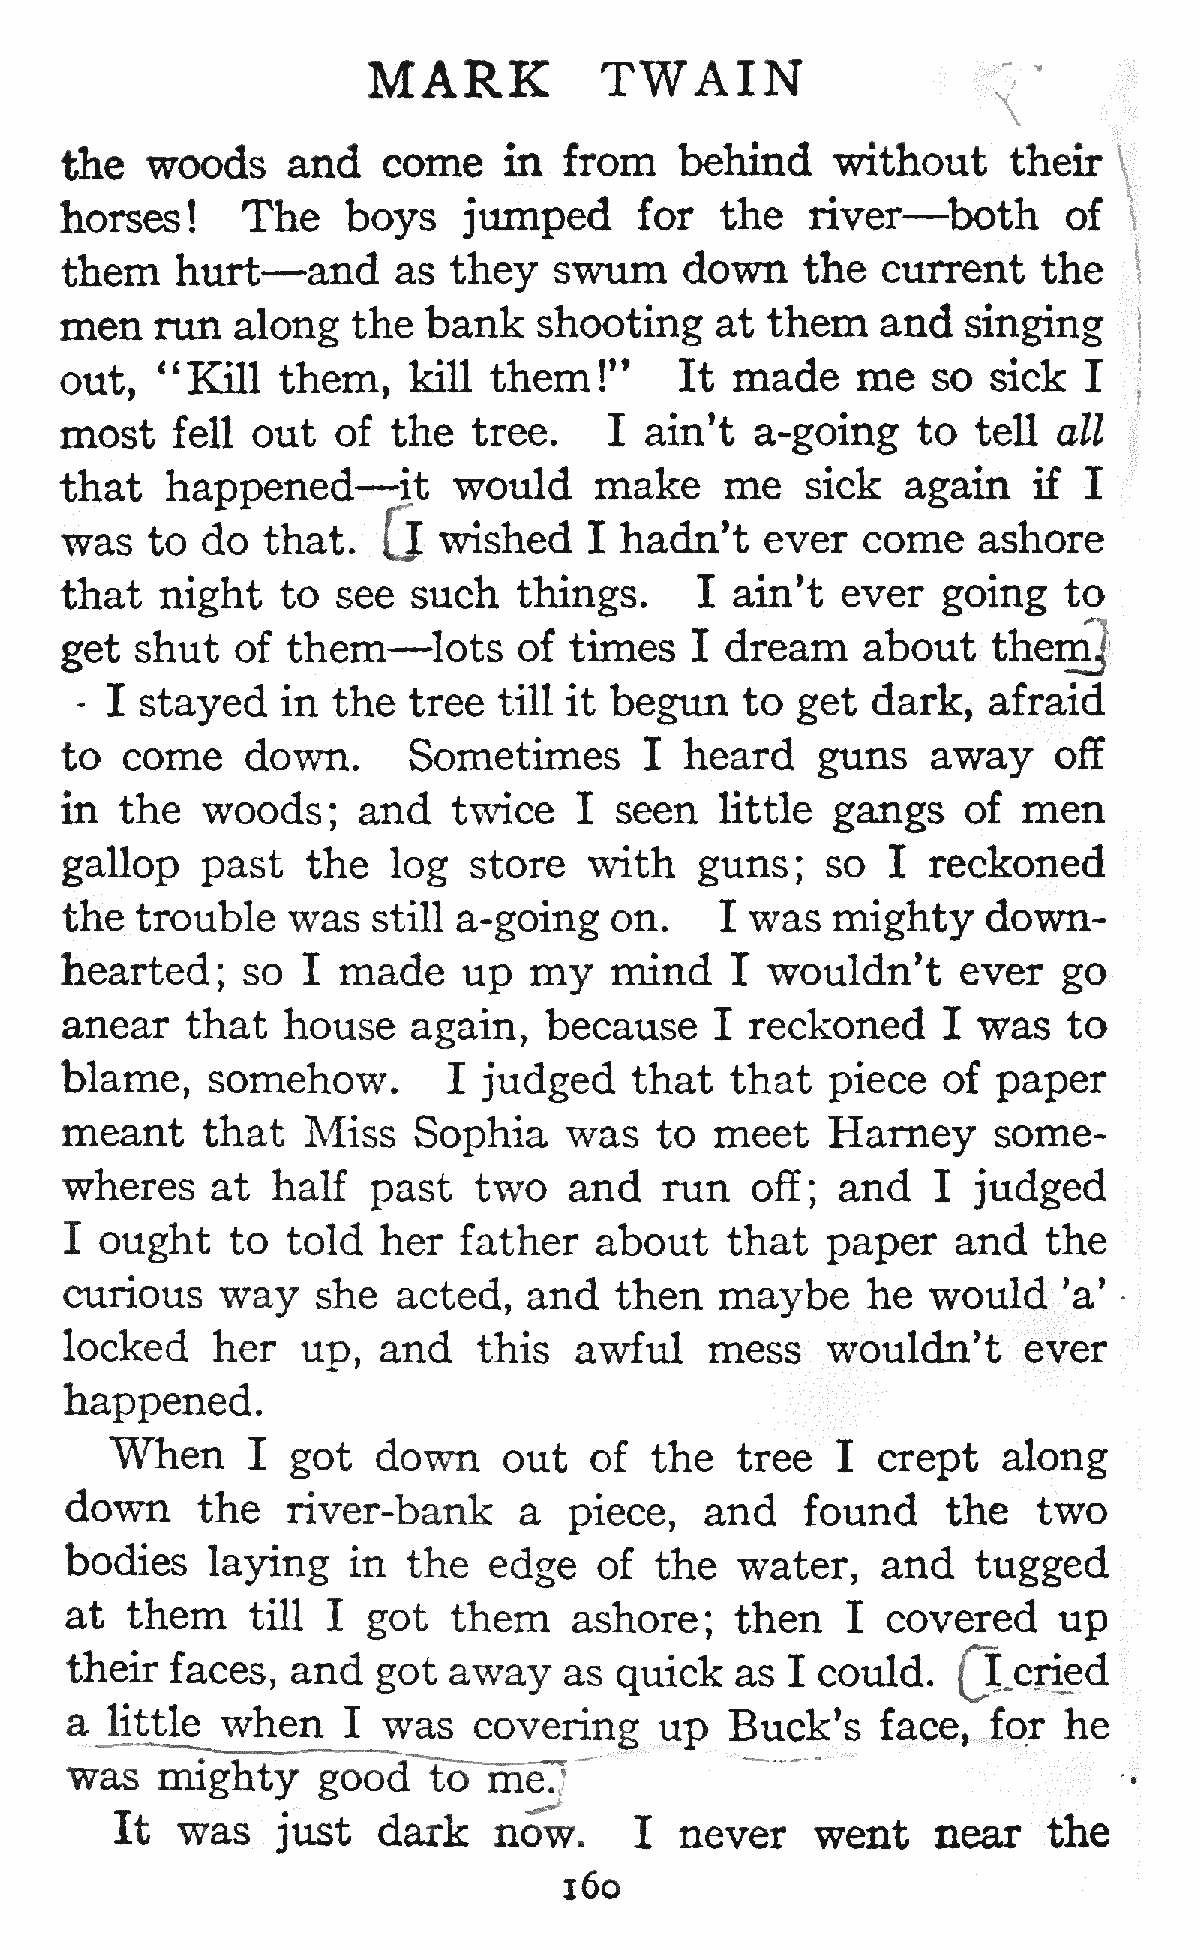 MARK TWAIN
the woods and come in from behind without their
horses! The boys jumped for the river—both of
them hurt—and as they swum down the current the
men run along the bank shooting at them and singing
out, "Kill them, kill them!" It made me so sick I
most fell out of the tree. I ain't a-going to tell all
that happened—it would make me sick again if I
was to do that. I wished I hadn't ever come ashore
that night to see such things. I ain't ever going to
get shut of them—lots of times I dream about them.
I stayed in the tree till it begun to get dark, afraid
to come down. Sometimes I heard guns away off
in the woods; and twice I seen little gangs of men
gallop past the log store with guns; so I reckoned
the trouble was still a-going on. I was mighty down-
hearted; so I made up my mind I wouldn't ever go
anear that house again, because I reckoned I was to
blame, somehow. I judged that that piece of paper
meant that Miss Sophia was to meet Harney some-
wheres at half past two and run off; and I judged
I ought to told her father about that paper and the
curious way she acted, and then maybe he would 'a'
locked her up, and this awful mess wouldn't ever
happened.
When I got down out of the tree I crept along
down the river-bank a piece, and found the two
bodies laying in the edge of the water, and tugged
at them till I got them ashore; then I covered up
their faces, and got away as quick as I could. I cried
a little when I was covering up Buck's face, for he
was mighty good to me.
It was just dark now. I never went near the
160